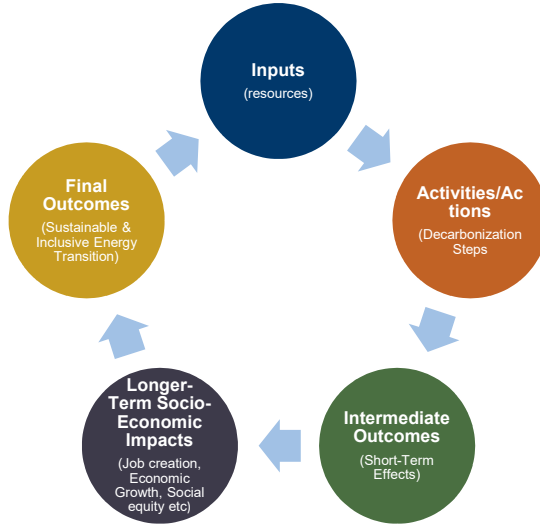 Inputs
(resources)
Activities/Ac
tions
(Decarbonization
Steps
Intermediate
Outcomes
(Short-Term
Effects)
Longer-
Term Socio-
Economic
Impacts
(Job creation,
Economic
Growth, Social
equity etc)
Final
Outcomes
(Sustainable &
Inclusive Energy
Transition)